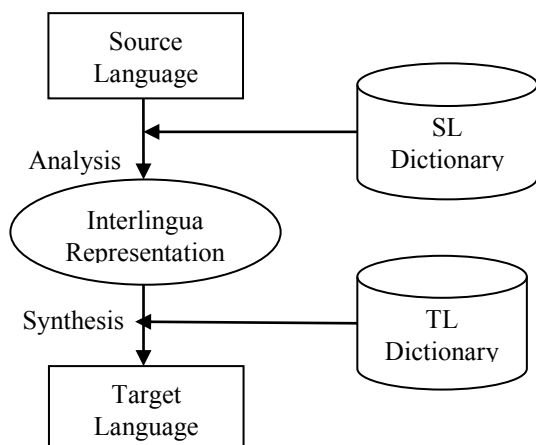 Source
Language
SL
Dictionary
Analysis
Interlingua
Representation
Synthesis
TL
Dictionary
Target
Language